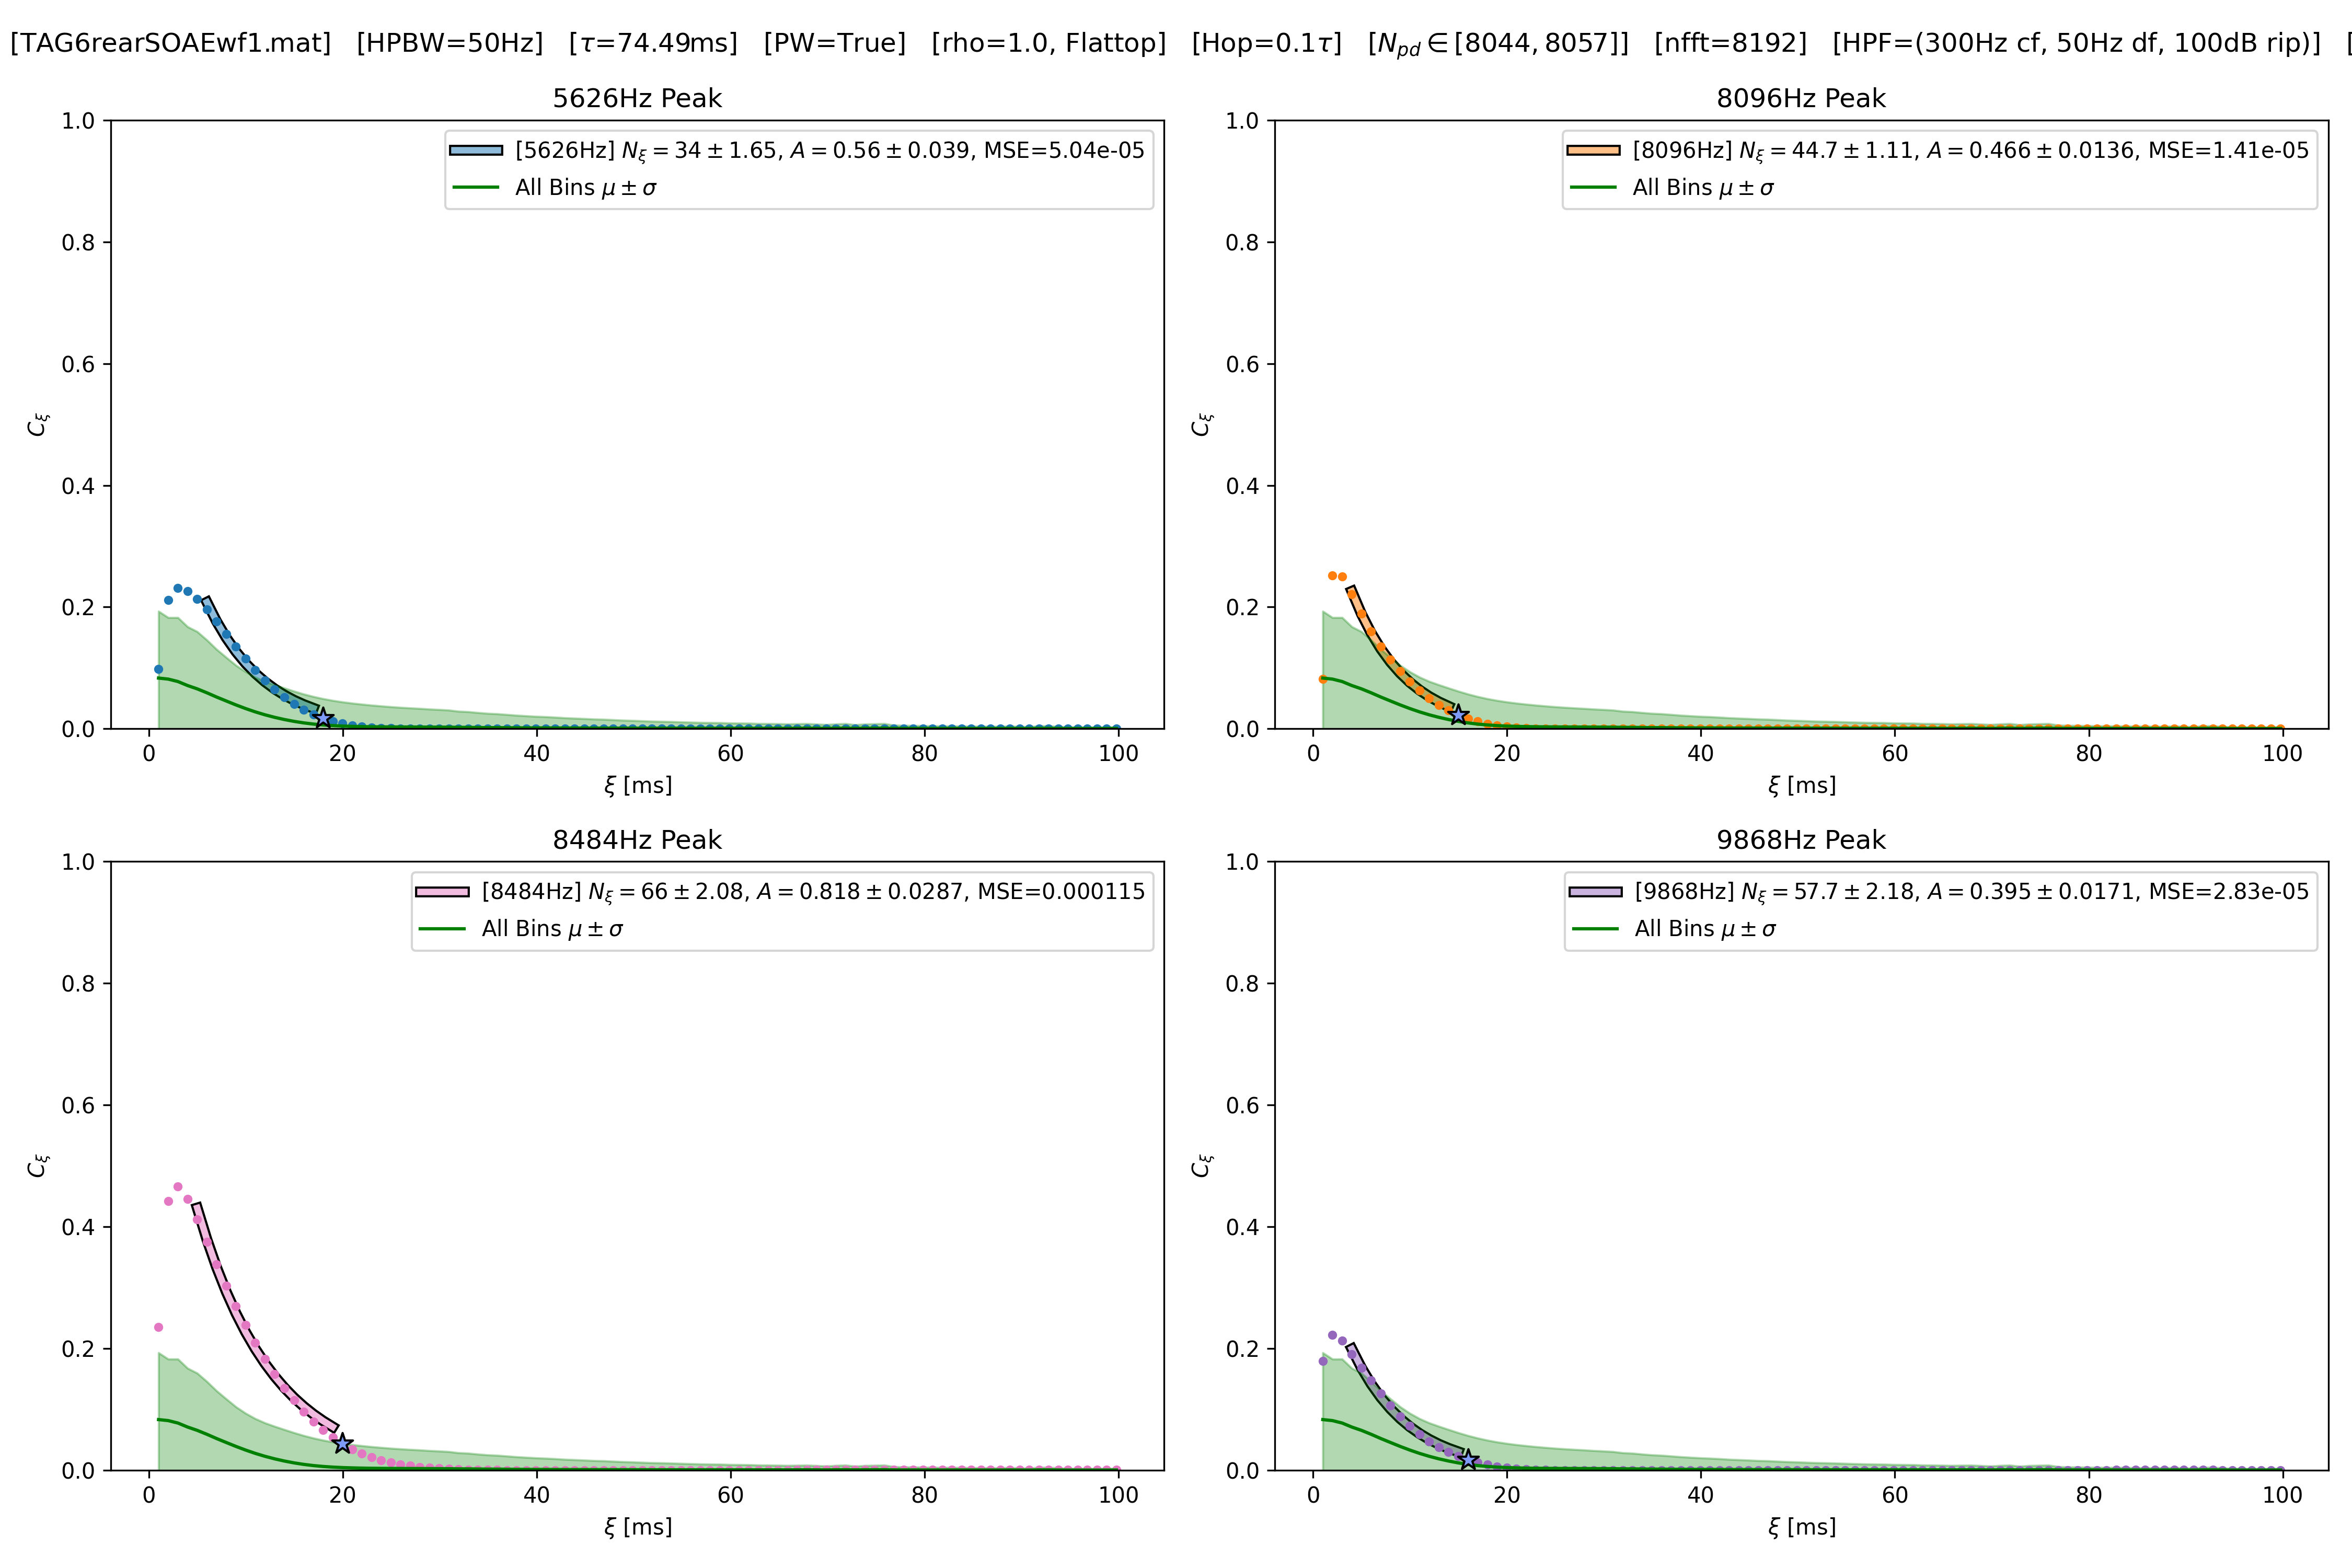 [TAG6rearSOAEwf1.mat] [HPBW=50Hz] [τ=74.49ms] [PW=True] [rho=1.0, Flattop] [Hop=0.1τ] [N_pd ∈ [8044, 8057]] [nfft=8192] [HPF=(300Hz cf, 50Hz df, 100dB rip)] [
5626Hz Peak
[5626Hz] N_ξ = 34 ± 1.65, A = 0.56 ± 0.039, MSE=5.04e-05
All Bins μ ± σ
1.0
0.8
0.6
0.4
0.2
0.0
C_ξ
0 20 40 60 80 100
ξ [ms]
8096Hz Peak
[8096Hz] N_ξ = 44.7 ± 1.11, A = 0.466 ± 0.0136, MSE=1.41e-05
All Bins μ ± σ
1.0
0.8
0.6
0.4
0.2
0.0
C_ξ
0 20 40 60 80 100
ξ [ms]
8484Hz Peak
[8484Hz] N_ξ = 66 ± 2.08, A = 0.818 ± 0.0287, MSE=0.000115
All Bins μ ± σ
1.0
0.8
0.6
0.4
0.2
0.0
C_ξ
0 20 40 60 80 100
ξ [ms]
9868Hz Peak
[9868Hz] N_ξ = 57.7 ± 2.18, A = 0.395 ± 0.0171, MSE=2.83e-05
All Bins μ ± σ
1.0
0.8
0.6
0.4
0.2
0.0
C_ξ
0 20 40 60 80 100
ξ [ms]